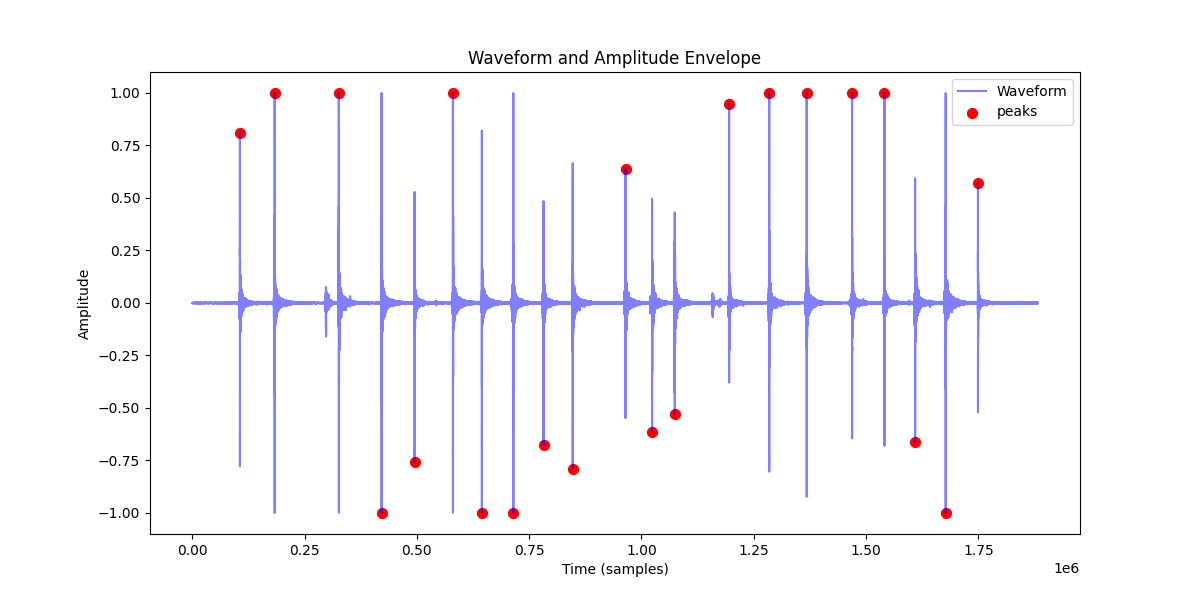 Waveform and Amplitude Envelope
Waveform
peaks
Amplitude
1.00
0.75
0.50
0.25
0.00
−0.25
−0.50
−0.75
−1.00
0.00 0.25 0.50 0.75 1.00 1.25 1.50 1.75
1e6
Time (samples)